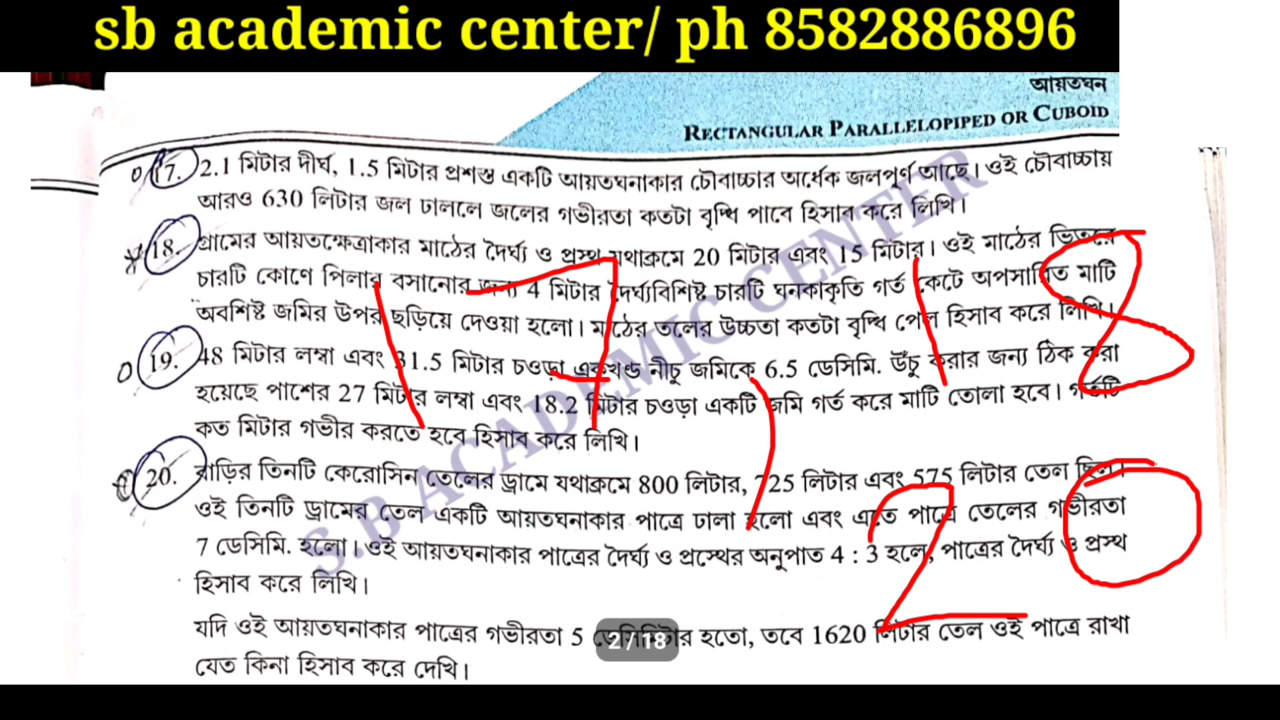 sb academic center/ ph 8582886896
আয়তঘন
RECTANGULAR PARALLELOPIPED OR CUBOID
17. 2.1 মিটার দীর্ঘ, 1.5 মিটার প্রশস্ত একটি আয়তঘনাকার চৌবাচ্চার অর্ধেক জলপূর্ণ আছে। ওই চৌবাচ্চায়
আরও 630 লিটার জল ঢাললে জলের গভীরতা কতটা বৃদ্ধি পাবে হিসাব করে লিখি।
18. গ্রামের আয়তক্ষেত্রাকার মাঠের দৈর্ঘ্য ও প্রস্থ যথাক্রমে 20 মিটার এবং 15 মিটার। ওই মাঠের ভিতরে
চারটি কোণে পিলার বসানোর জন্য 4 মিটার দৈর্ঘ্যবিশিষ্ট চারটি ঘনকাকৃতি গর্ত কেটে অপসারিত মাটি
অবশিষ্ট জমির উপর ছড়িয়ে দেওয়া হলো। মাঠের তলের উচ্চতা কতটা বৃদ্ধি পেল হিসাব করে লিখি।
19. 48 মিটার লম্বা এবং 31.5 মিটার চওড়া একখণ্ড নীচু জমিকে 6.5 ডেসিমি. উঁচু করার জন্য ঠিক করা
হয়েছে পাশের 27 মিটার লম্বা এবং 18.2 মিটার চওড়া একটি জমি গর্ত করে মাটি তোলা হবে। গর্তটি
কত মিটার গভীর করতে হবে হিসাব করে লিখি।
20. বাড়ির তিনটি কেরোসিন তেলের ড্রামে যথাক্রমে 800 লিটার, 725 লিটার এবং 575 লিটার তেল ছিল।
ওই তিনটি ড্রামের তেল একটি আয়তঘনাকার পাত্রে ঢালা হলো এবং এতে পাত্রে তেলের গভীরতা
7 ডেসিমি. হলো। ওই আয়তঘনাকার পাত্রের দৈর্ঘ্য ও প্রস্থের অনুপাত 4 : 3 হলে, পাত্রের দৈর্ঘ্য ও প্রস্থ
হিসাব করে লিখি।
যদি ওই আয়তঘনাকার পাত্রের গভীরতা 5 ডেসিমিটার হতো, তবে 1620 লিটার তেল ওই পাত্রে রাখা
যেত কিনা হিসাব করে দেখি।
2 / 18
S.B ACADEMIC CENTER
17, 18
20